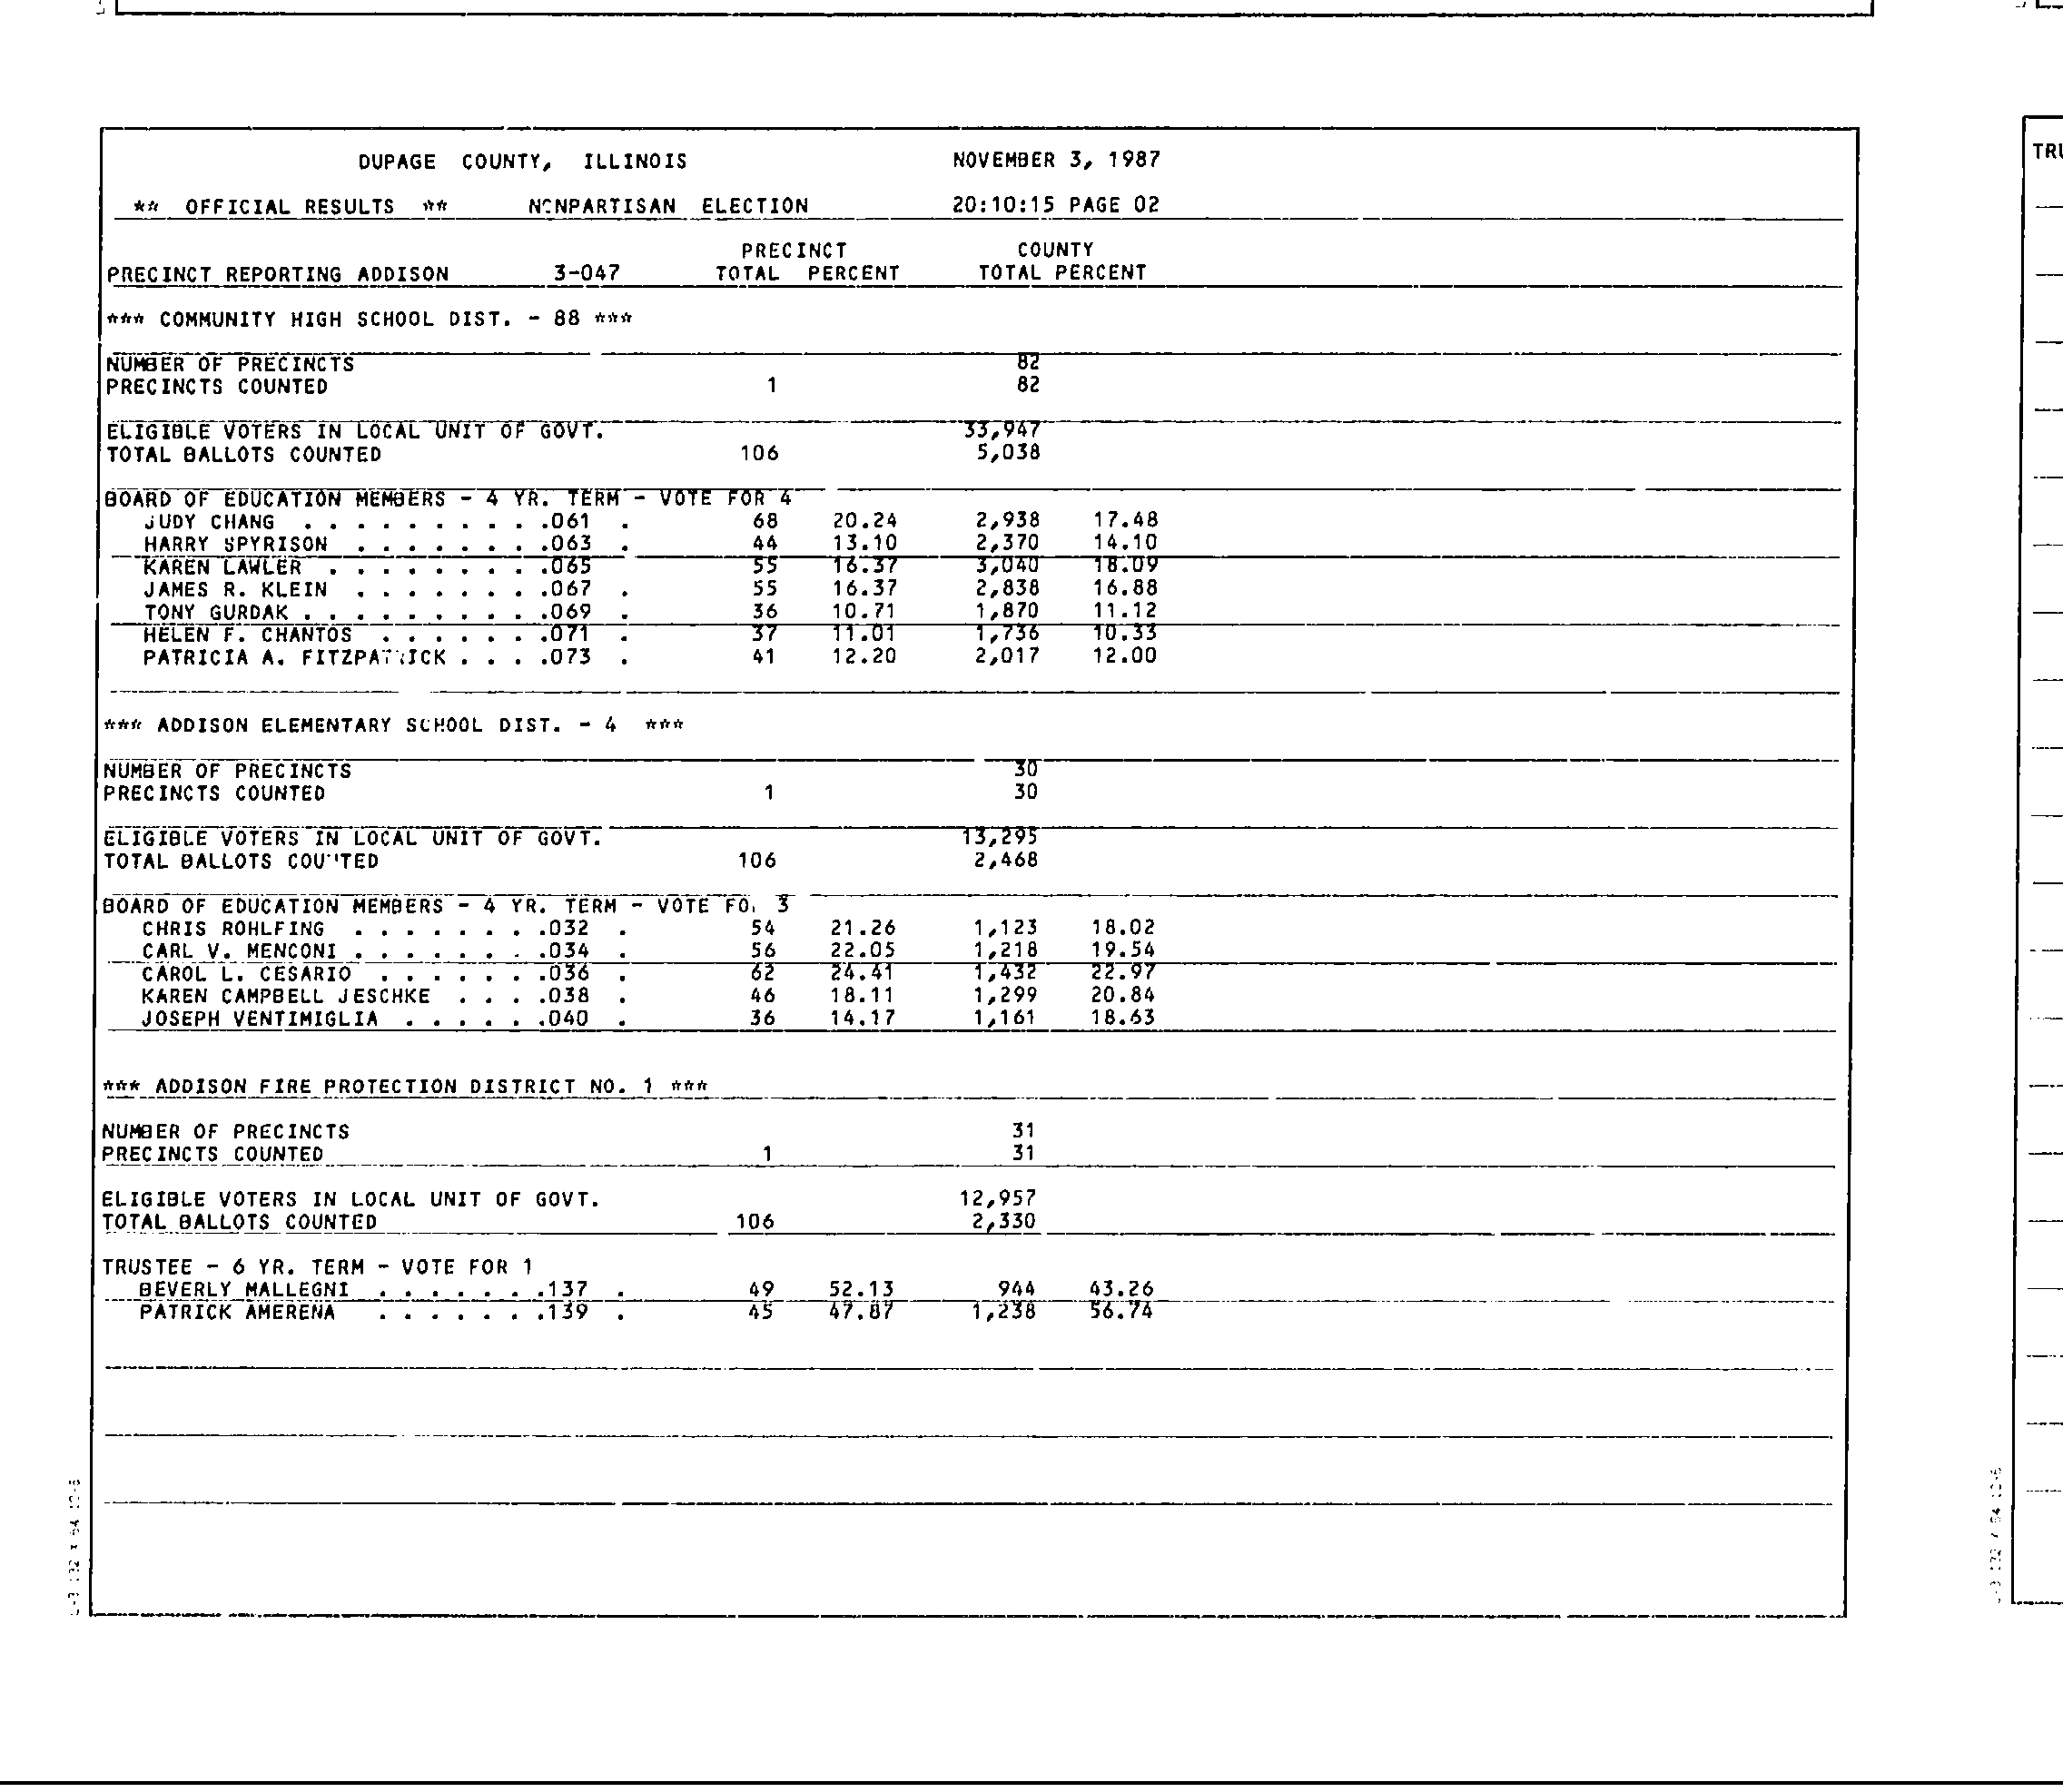 DUPAGE COUNTY, ILLINOIS NOVEMBER 3, 1987
** OFFICIAL RESULTS ** NONPARTISAN ELECTION 20:10:15 PAGE 02
PRECINCT COUNTY
PRECINCT REPORTING ADDISON 3-047 TOTAL PERCENT TOTAL PERCENT
*** COMMUNITY HIGH SCHOOL DIST. - 88 ***
NUMBER OF PRECINCTS 82
PRECINCTS COUNTED 1 82
ELIGIBLE VOTERS IN LOCAL UNIT OF GOVT. 33,947
TOTAL BALLOTS COUNTED 106 5,038
BOARD OF EDUCATION MEMBERS - 4 YR. TERM - VOTE FOR 4
JUDY CHANG . . . . . . . . . .061 . 68 20.24 2,938 17.48
HARRY SPYRISON . . . . . . . .063 . 44 13.10 2,370 14.10
KAREN LAWLER . . . . . . . . .065 55 16.37 3,040 18.09
JAMES R. KLEIN . . . . . . . .067 . 55 16.37 2,838 16.88
TONY GURDAK . . . . . . . . . .069 . 36 10.71 1,870 11.12
HELEN F. CHANTOS . . . . . . .071 . 37 11.01 1,736 10.33
PATRICIA A. FITZPATRICK . . . .073 . 41 12.20 2,017 12.00
*** ADDISON ELEMENTARY SCHOOL DIST. - 4 ***
NUMBER OF PRECINCTS 30
PRECINCTS COUNTED 1 30
ELIGIBLE VOTERS IN LOCAL UNIT OF GOVT. 13,295
TOTAL BALLOTS COUNTED 106 2,468
BOARD OF EDUCATION MEMBERS - 4 YR. TERM - VOTE FOR 3
CHRIS ROHLFING . . . . . . . .032 . 54 21.26 1,123 18.02
CARL V. MENCONI . . . . . . . .034 . 56 22.05 1,218 19.54
CAROL L. CESARIO . . . . . . .036 . 62 24.41 1,432 22.97
KAREN CAMPBELL JESCHKE . . . .038 . 46 18.11 1,299 20.84
JOSEPH VENTIMIGLIA . . . . . .040 . 36 14.17 1,161 18.63
*** ADDISON FIRE PROTECTION DISTRICT NO. 1 ***
NUMBER OF PRECINCTS 31
PRECINCTS COUNTED 1 31
ELIGIBLE VOTERS IN LOCAL UNIT OF GOVT. 12,957
TOTAL BALLOTS COUNTED 106 2,330
TRUSTEE - 6 YR. TERM - VOTE FOR 1
BEVERLY MALLEGNI . . . . . . .137 . 49 52.13 944 43.26
PATRICK AMERENA . . . . . . .139 . 45 47.87 1,238 56.74
TRU